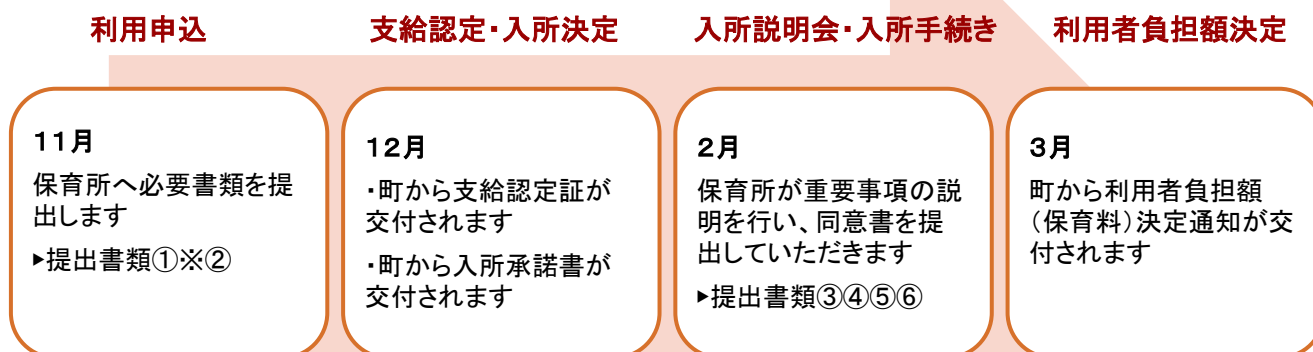 利用申込
支給認定・入所決定
入所説明会・入所手続き
利用者負担額決定
11月
保育所へ必要書類を提
出します
▶提出書類①※②
12月
・町から支給認定証が
交付されます
・町から入所承諾書が
交付されます
2月
保育所が重要事項の説
明を行い、同意書を提
出していただきます
▶提出書類③④⑤⑥
3月
町から利用者負担額
（保育料）決定通知が交
付されます